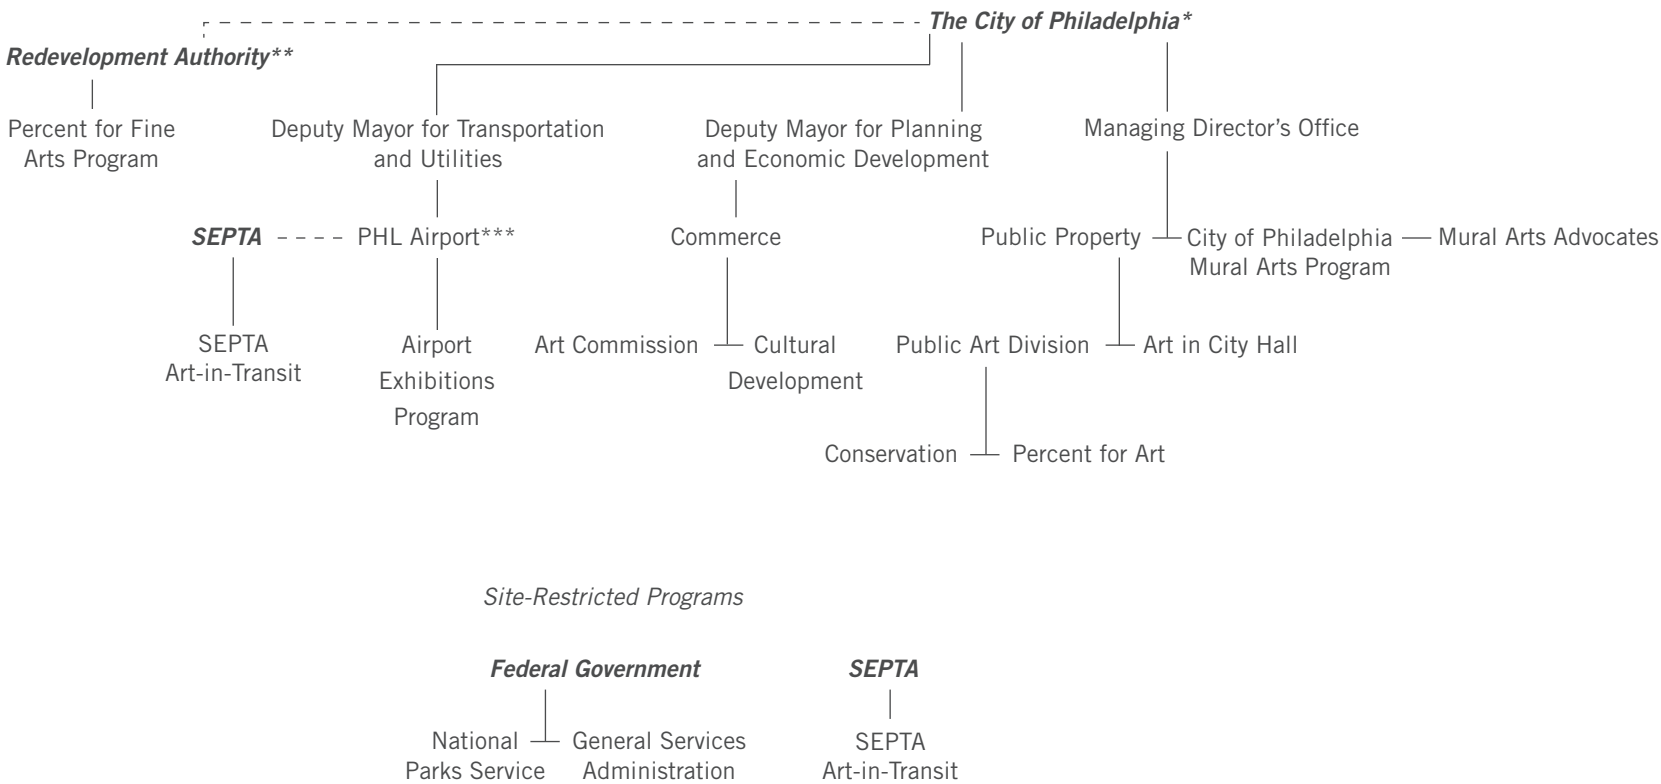 The City of Philadelphia*
Redevelopment Authority**
Percent for Fine
Arts Program
Deputy Mayor for Transportation
and Utilities
Deputy Mayor for Planning
and Economic Development
Managing Director’s Office
SEPTA
PHL Airport***
Commerce
Public Property
City of Philadelphia
Mural Arts Program
Mural Arts Advocates
SEPTA
Art-in-Transit
Airport
Exhibitions
Program
Art Commission
Cultural
Development
Public Art Division
Art in City Hall
Conservation
Percent for Art
Site-Restricted Programs
Federal Government
SEPTA
National
Parks Service
General Services
Administration
SEPTA
Art-in-Transit